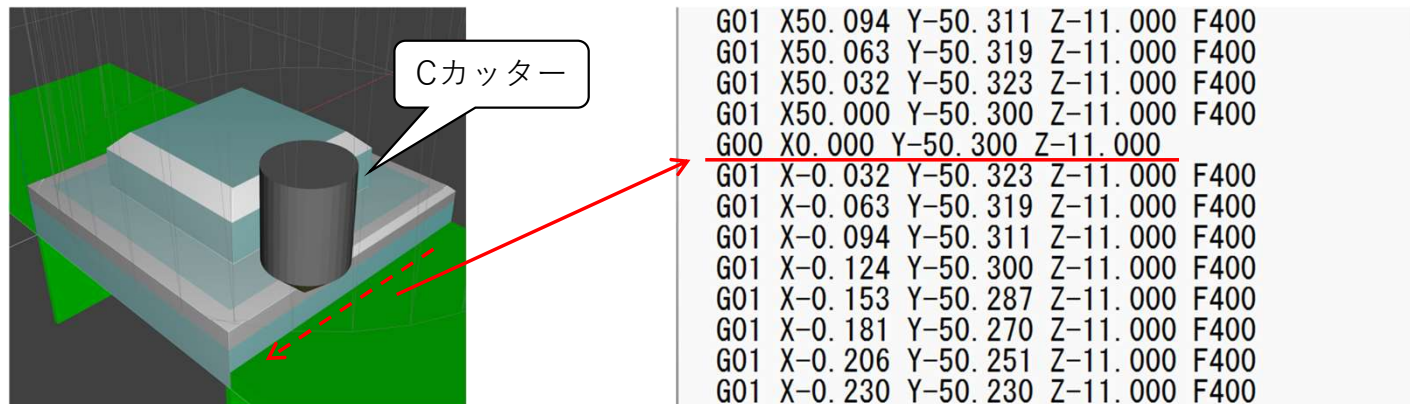 Cカッター
G01 X50.094 Y-50.311 Z-11.000 F400
G01 X50.063 Y-50.319 Z-11.000 F400
G01 X50.032 Y-50.323 Z-11.000 F400
G01 X50.000 Y-50.300 Z-11.000 F400
G00 X0.000 Y-50.300 Z-11.000
G01 X-0.032 Y-50.323 Z-11.000 F400
G01 X-0.063 Y-50.319 Z-11.000 F400
G01 X-0.094 Y-50.311 Z-11.000 F400
G01 X-0.124 Y-50.300 Z-11.000 F400
G01 X-0.153 Y-50.287 Z-11.000 F400
G01 X-0.181 Y-50.270 Z-11.000 F400
G01 X-0.206 Y-50.251 Z-11.000 F400
G01 X-0.230 Y-50.230 Z-11.000 F400